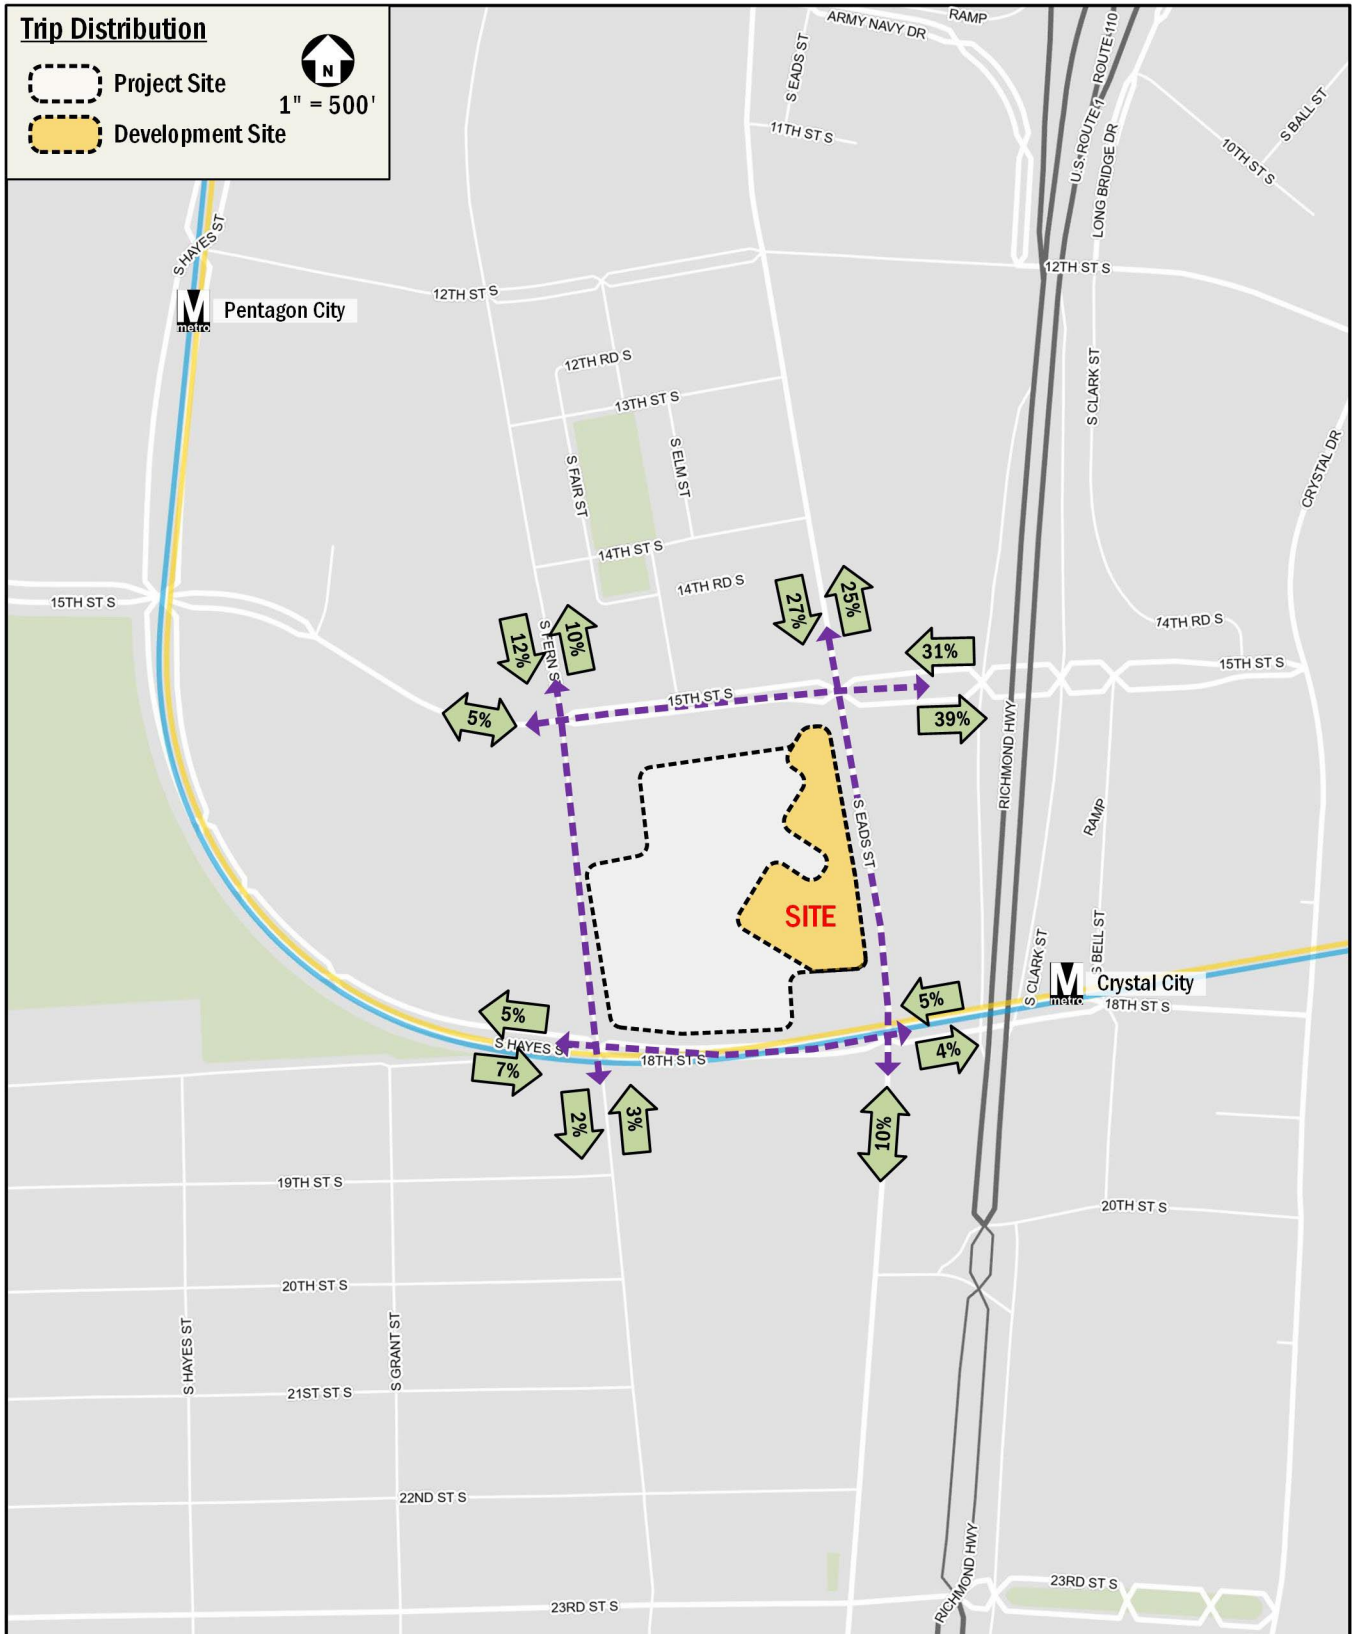 Trip Distribution
Project Site
Development Site
N
1" = 500'
RAMP
ARMY NAVY DR
S EADS ST
11TH ST S
U.S. ROUTE 1
ROUTE 110
LONG BRIDGE DR
S BALL ST
10TH ST S
S HAYES ST
12TH ST S
12TH ST S
M
metro
Pentagon City
12TH RD S
13TH ST S
S FAIR ST
S ELM ST
S CLARK ST
CRYSTAL DR
14TH ST S
14TH RD S
15TH ST S
27%
25%
12%
S FERN S
10%
14TH RD S
31%
15TH ST S
15TH ST S
5%
39%
RICHMOND HWY
S EADS ST
RAMP
SITE
S CLARK ST
S BELL ST
M
metro
Crystal City
18TH ST S
5%
5%
S HAYES S
18TH ST S
4%
7%
2%
3%
10%
19TH ST S
20TH ST S
20TH ST S
S HAYES ST
S GRANT ST
21ST ST S
22ND ST S
RICHMOND HWY
23RD ST S
23RD ST S